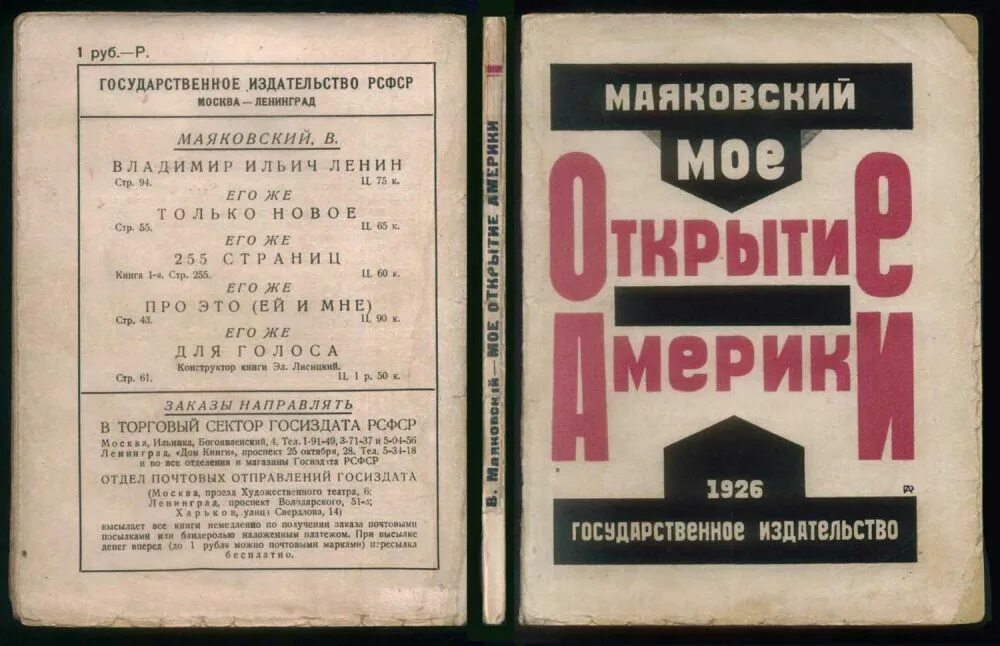 1 руб.—Р.
ГОСУДАРСТВЕННОЕ ИЗДАТЕЛЬСТВО РСФСР
МОСКВА — ЛЕНИНГРАД
МАЯКОВСКИЙ, В.
ВЛАДИМИР ИЛЬИЧ ЛЕНИН
Стр. 94. Ц. 75 к.
ЕГО ЖЕ
ТОЛЬКО НОВОЕ
Стр. 55. Ц. 65 к.
ЕГО ЖЕ
255 СТРАНИЦ
Книга 1-я. Стр. 255. Ц. 60 к.
ЕГО ЖЕ
ПРО ЭТО (ЕЙ И МНЕ)
Стр. 43. Ц. 90 к.
ЕГО ЖЕ
ДЛЯ ГОЛОСА
Конструктор книги Эл. Лисицкий.
Стр. 61. Ц. 1 р. 50 к.
ЗАКАЗЫ НАПРАВЛЯТЬ
В ТОРГОВЫЙ СЕКТОР ГОСИЗДАТА РСФСР
Москва, Ильинка, Богоявленский, 4. Тел. 1-91-49, 3-71-37 и 5-04-56
Ленинград, «Дом Книги», проспект 25 октября, 28. Тел. 5-34-18
и во все отделения и магазины Госиздата РСФСР
ОТДЕЛ ПОЧТОВЫХ ОТПРАВЛЕНИЙ ГОСИЗДАТА
(Москва, проезд Художественного театра, 6;
Ленинград, проспект Володарского, 51-а;
Харьков, улица Свердлова, 14)
высылает все книги немедленно по получении заказа почтовыми
посылками или бандеролью наложенным платежом. При высылке
денег вперед (до 1 рубля можно почтовыми марками) пересылка
бесплатно.
В. Маяковский — МОЕ ОТКРЫТИЕ АМЕРИКИ
МАЯКОВСКИЙ
МОЕ
ОТКРЫТИЕ
АМЕРИКИ
1926
ГОСУДАРСТВЕННОЕ ИЗДАТЕЛЬСТВО